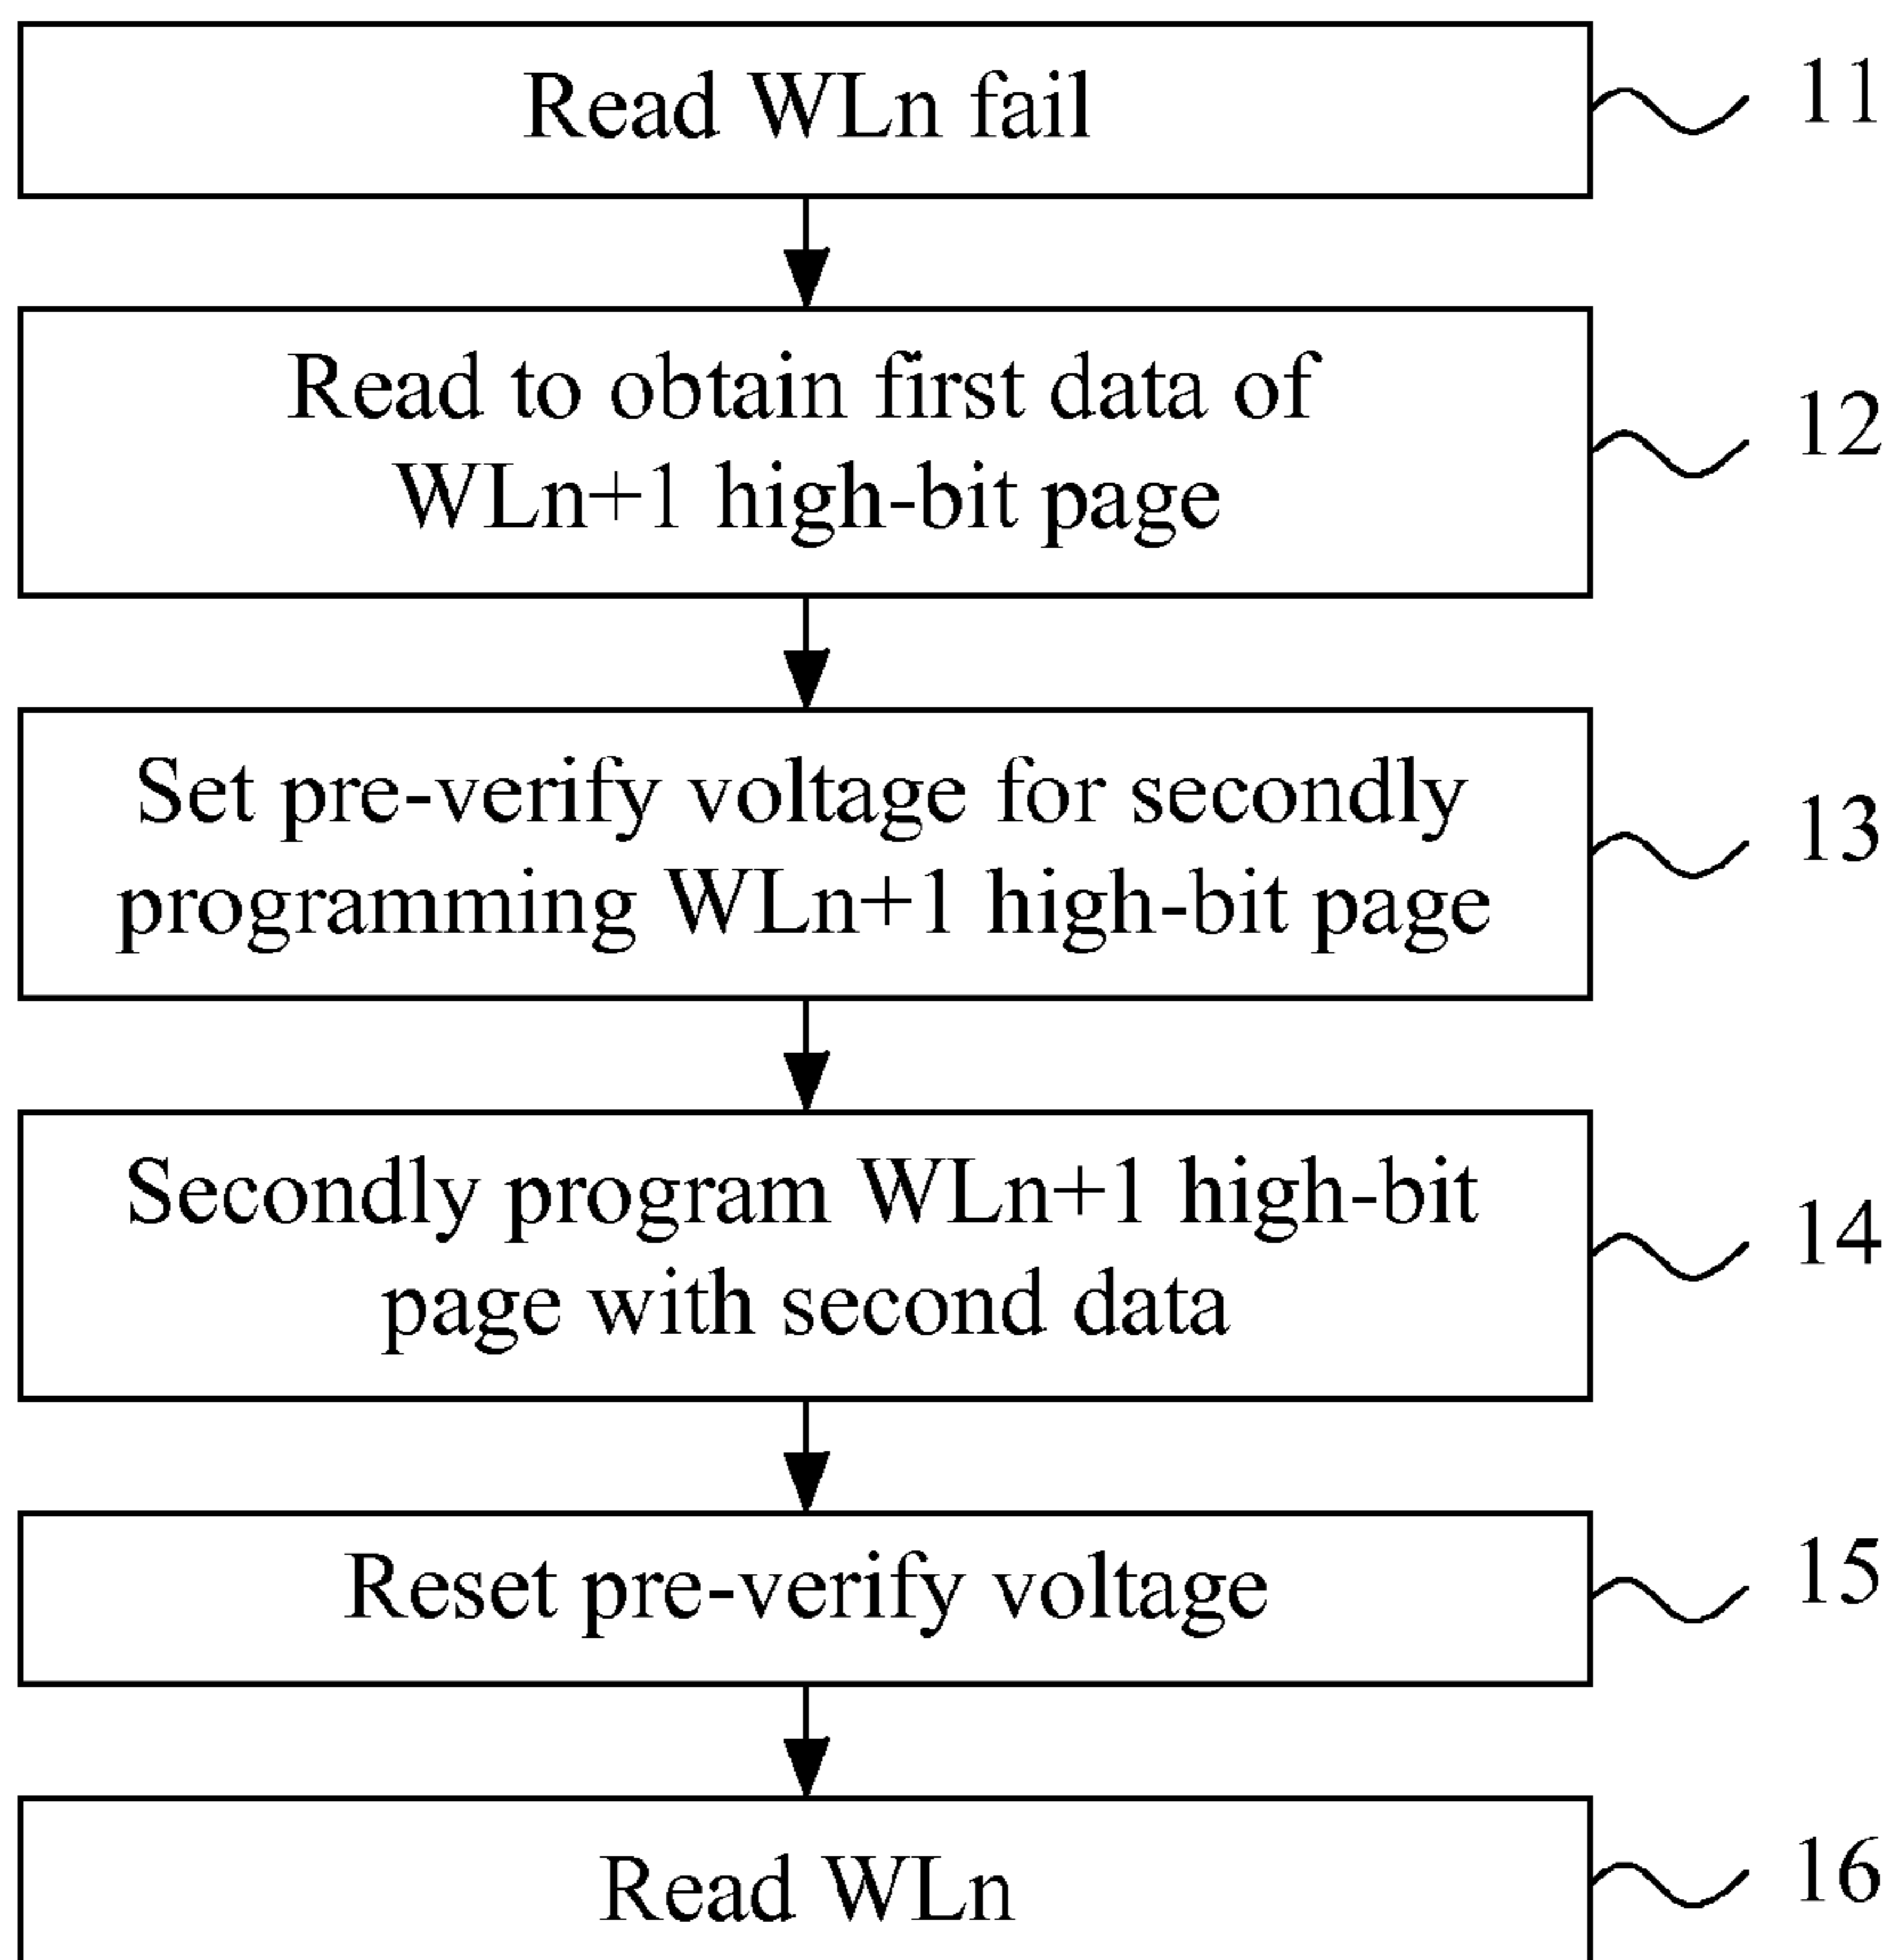 Read WLn fail
11
Read to obtain first data of
WLn+1 high-bit page
12
Set pre-verify voltage for secondly
programming WLn+1 high-bit page
13
Secondly program WLn+1 high-bit
page with second data
14
Reset pre-verify voltage
15
Read WLn
16